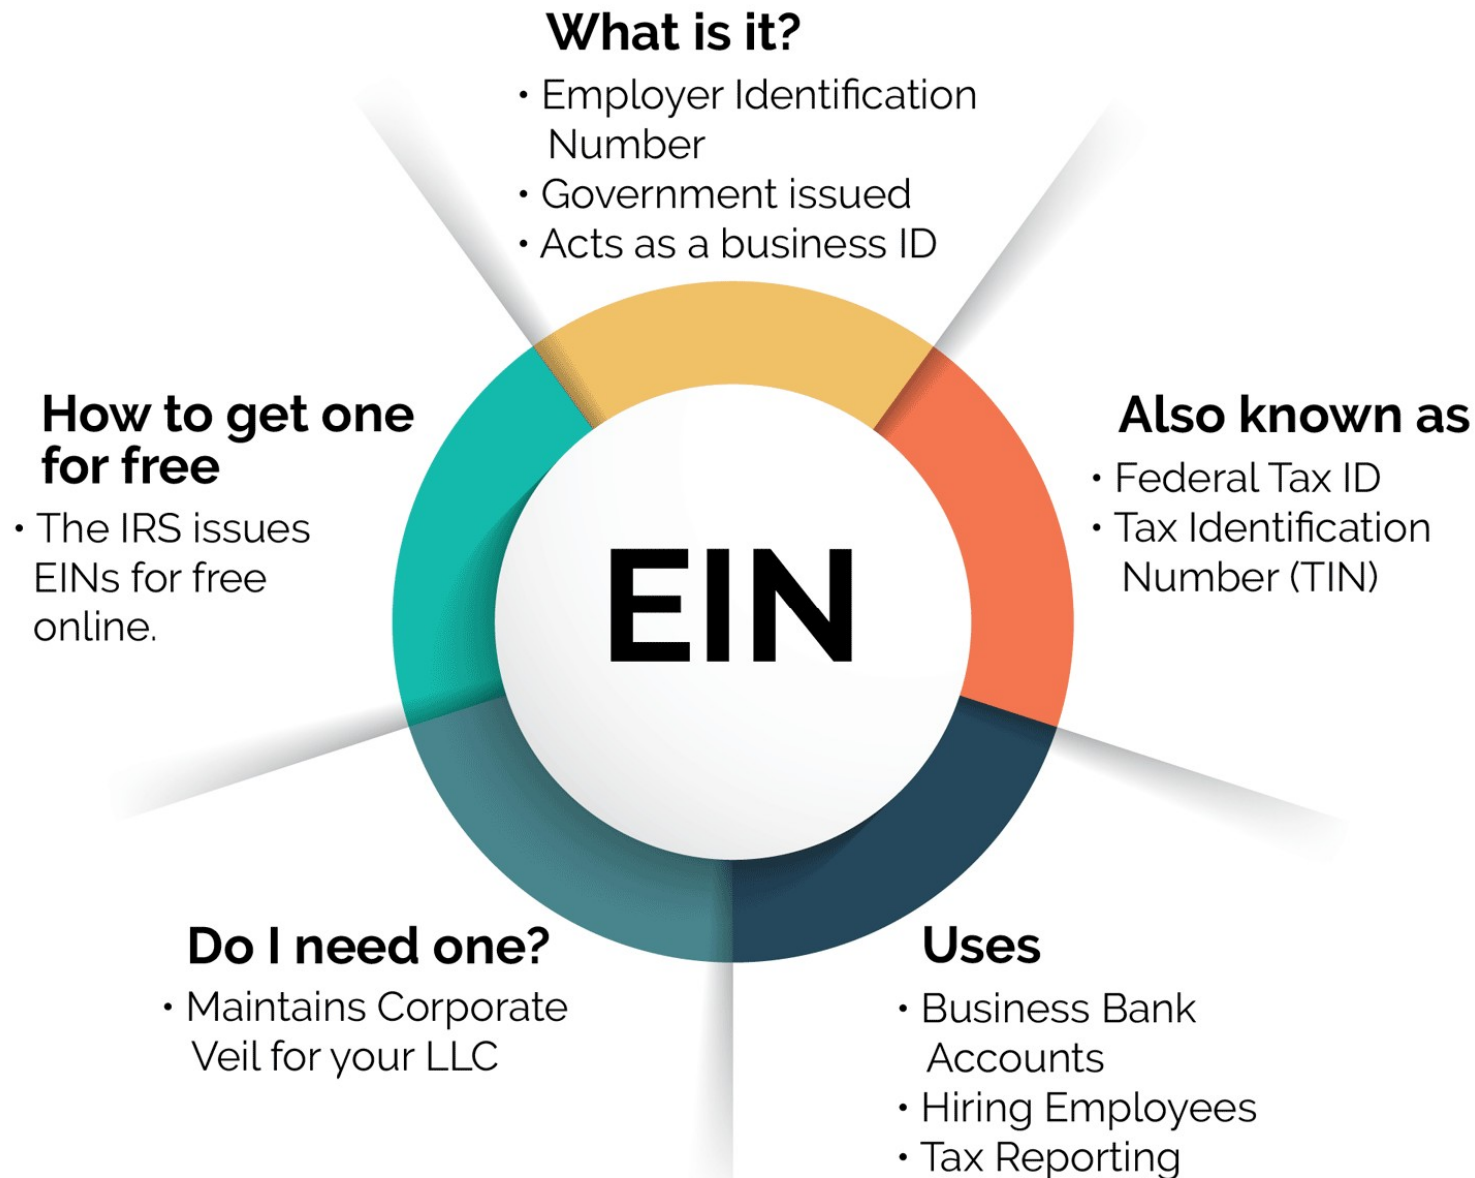 What is it?
• Employer Identification
Number
• Government issued
• Acts as a business ID
How to get one
for free
• The IRS issues
EINs for free
online.
EIN
Also known as
• Federal Tax ID
• Tax Identification
Number (TIN)
Do I need one?
• Maintains Corporate
Veil for your LLC
Uses
• Business Bank
Accounts
• Hiring Employees
• Tax Reporting